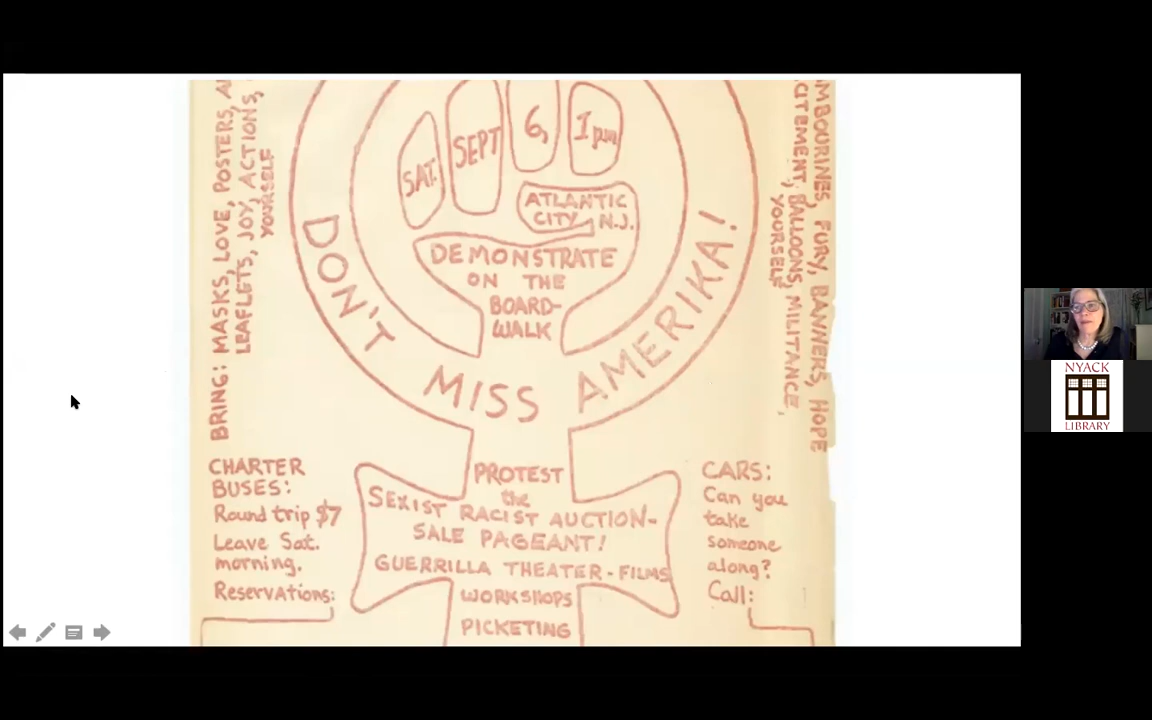 BRING: MASKS, LOVE, POSTERS,
LEAFLETS, JOY, ACTIONS,
YOURSELF
SAT.
SEPT
6,
1 pm
ATLANTIC
CITY N.J.
DEMONSTRATE
ON THE
BOARD-
WALK
DON'T MISS AMERIKA!
MBOURINES, FURY, BANNERS, HOPE
CITEMENT, BALLOONS, MILITANCE,
YOURSELF
CHARTER
BUSES:
Round trip $7
Leave Sat.
morning.
Reservations:
PROTEST
the
SEXIST RACIST AUCTION-
SALE PAGEANT!
GUERRILLA THEATER-FILMS
WORKSHOPS
PICKETING
CARS:
Can you
take
someone
along?
Call:
NYACK
LIBRARY